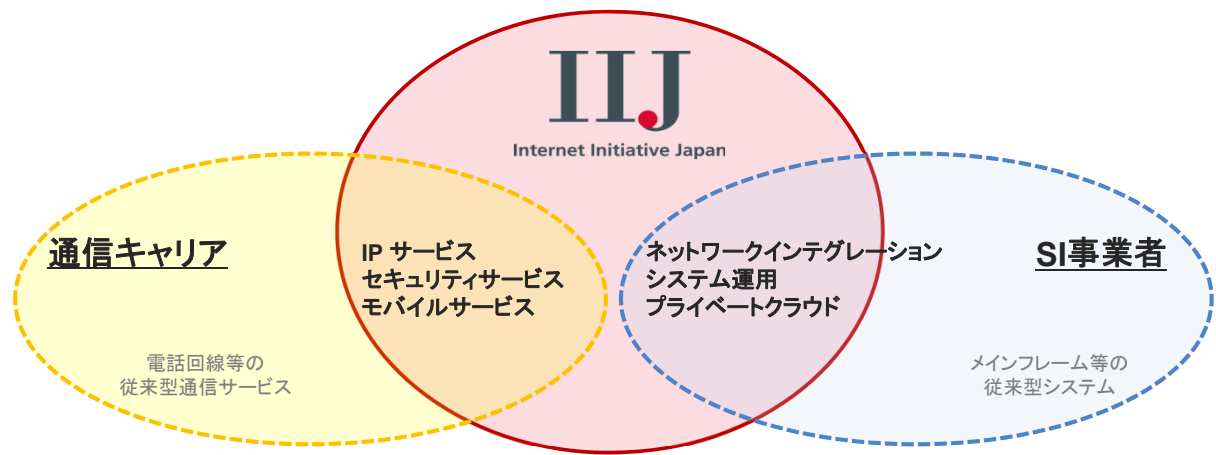 IIJ
Internet Initiative Japan
通信キャリア
IP サービス
セキュリティサービス
モバイルサービス
電話回線等の
従来型通信サービス
ネットワークインテグレーション
システム運用
プライベートクラウド
SI事業者
メインフレーム等の
従来型システム